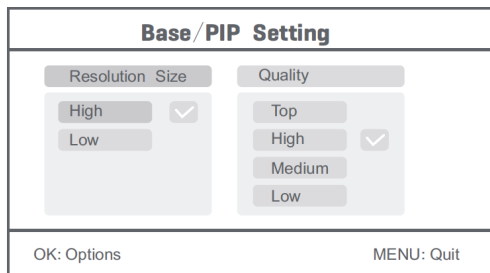 Base/PIP Setting
Resolution Size
High
Low
Quality
Top
High
Medium
Low
OK: Options
MENU: Quit